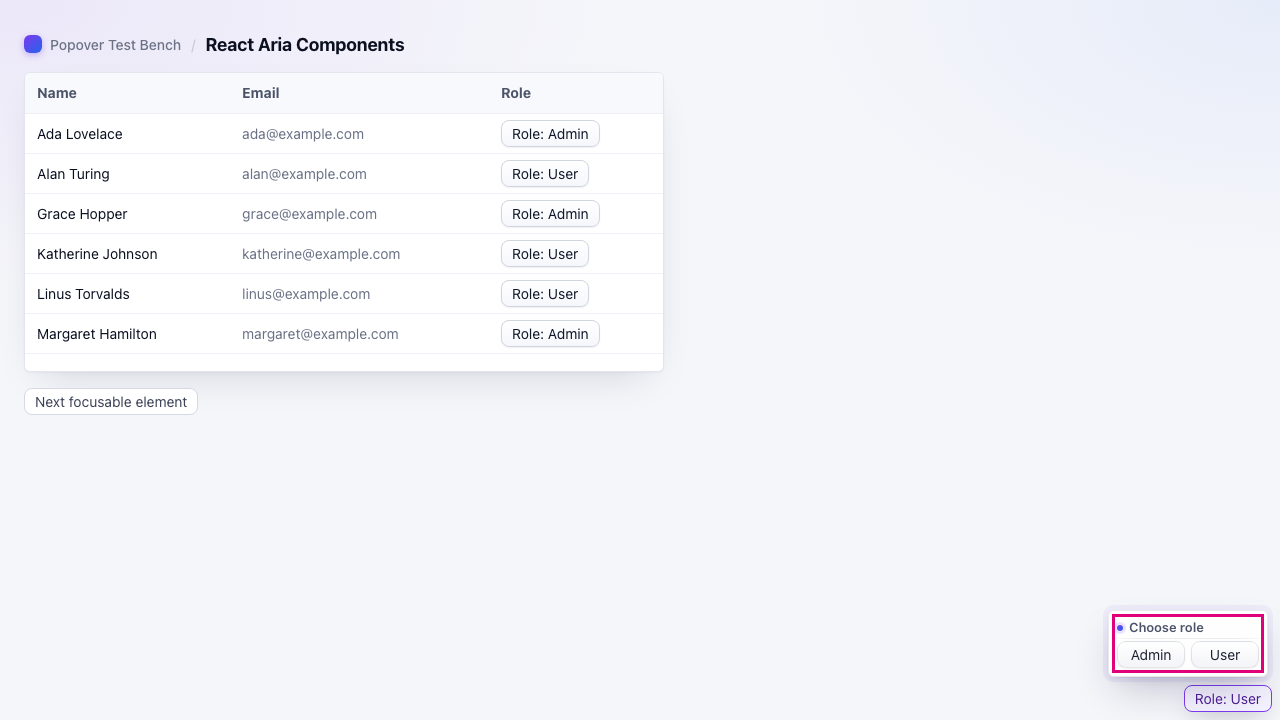 Popover Test Bench / React Aria Components
Name Email Role
Ada Lovelace ada@example.com Role: Admin
Alan Turing alan@example.com Role: User
Grace Hopper grace@example.com Role: Admin
Katherine Johnson katherine@example.com Role: User
Linus Torvalds linus@example.com Role: User
Margaret Hamilton margaret@example.com Role: Admin
Next focusable element
Choose role
Admin User
Role: User